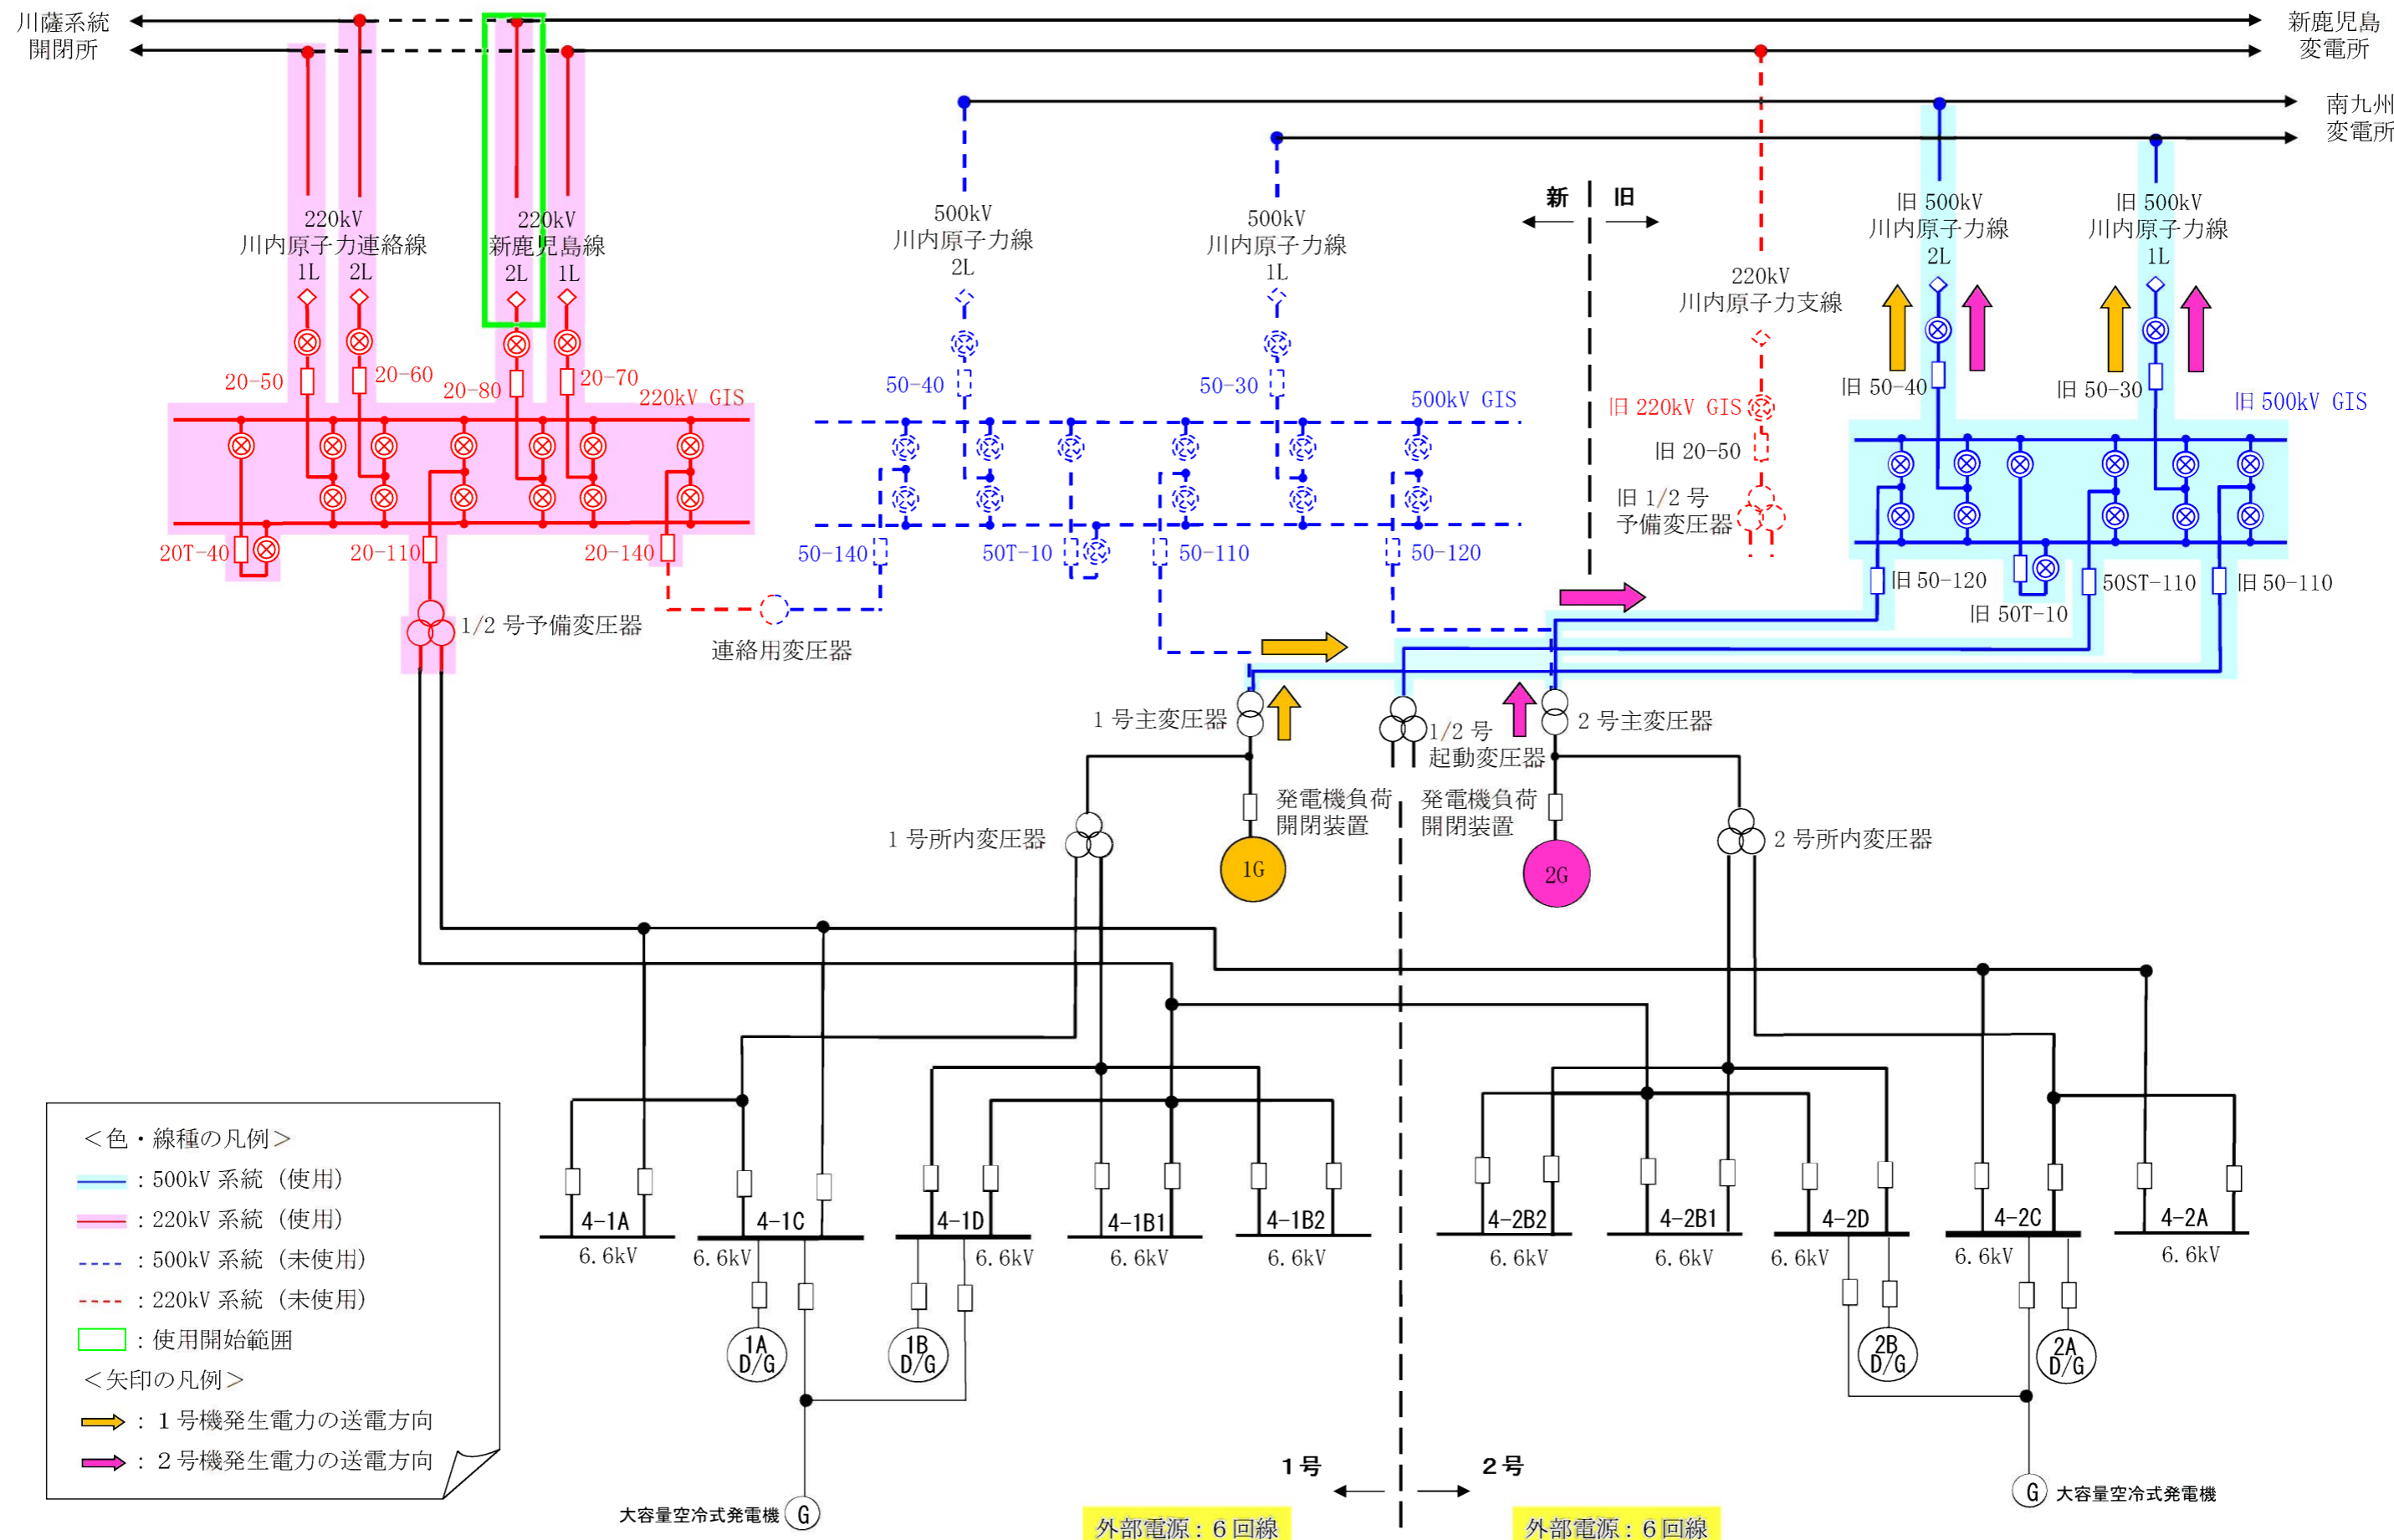 川薩系統
開閉所
新鹿児島
変電所
南九州
変電所
220kV
川内原子力連絡線
1L 2L
220kV
新鹿児島線
2L 1L
500kV
川内原子力線
2L
500kV
川内原子力線
1L
新 旧
220kV
川内原子力支線
旧 500kV
川内原子力線
2L
旧 500kV
川内原子力線
1L
20-50
20-60
20-80
20-70
220kV GIS
50-40
50-30
500kV GIS
旧 220kV GIS
旧 20-50
旧 1/2 号
予備変圧器
旧 50-40
旧 50-30
旧 500kV GIS
20T-40
20-110
20-140
50-140
50T-10
50-110
50-120
旧 50-120
旧 50T-10
50ST-110
旧 50-110
1/2 号予備変圧器
連絡用変圧器
1 号主変圧器
1/2 号
起動変圧器
2 号主変圧器
発電機負荷
開閉装置
発電機負荷
開閉装置
1 号所内変圧器
2 号所内変圧器
1G
2G
4-1A
4-1C
4-1D
4-1B1
4-1B2
4-2B2
4-2B1
4-2D
4-2C
4-2A
6.6kV
6.6kV
6.6kV
6.6kV
6.6kV
6.6kV
6.6kV
6.6kV
6.6kV
6.6kV
1A
D/G
1B
D/G
2B
D/G
2A
D/G
<色・線種の凡例>
:500kV 系統 (使用)
:220kV 系統 (使用)
:500kV 系統 (未使用)
:220kV 系統 (未使用)
:使用開始範囲
<矢印の凡例>
:1号機発生電力の送電方向
:2号機発生電力の送電方向
1号 2号
大容量空冷式発電機 G
G 大容量空冷式発電機
外部電源:6回線
外部電源:6回線